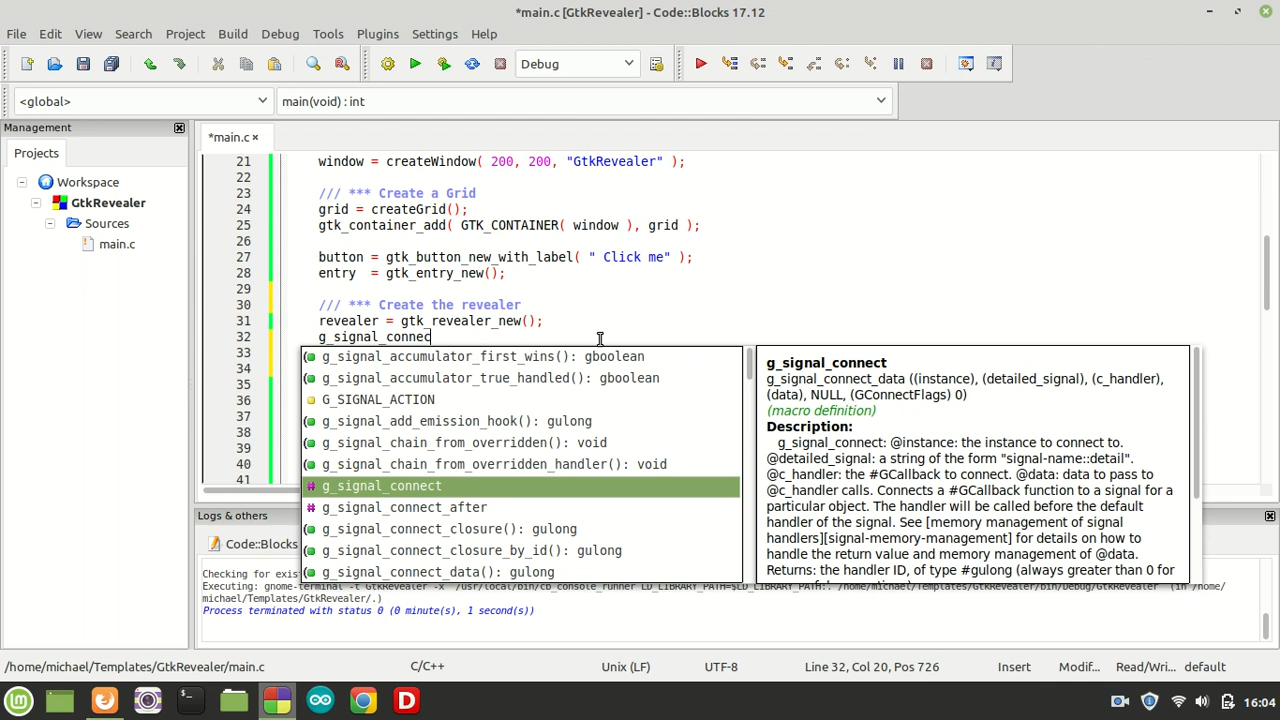 *main.c [GtkRevealer] - Code::Blocks 17.12
File Edit View Search Project Build Debug Tools Plugins Settings Help
Debug
<global> main(void) : int
Management
*main.c
Projects
Workspace
GtkRevealer
Sources
main.c
21 window = createWindow( 200, 200, "GtkRevealer" );
22
23 /// *** Create a Grid
24 grid = createGrid();
25 gtk_container_add( GTK_CONTAINER( window ), grid );
26
27 button = gtk_button_new_with_label( " Click me" );
28 entry  = gtk_entry_new();
29
30 /// *** Create the revealer
31 revealer = gtk_revealer_new();
32 g_signal_connec
33
34
35
36
37
38
39
40
41
g_signal_accumulator_first_wins(): gboolean
g_signal_accumulator_true_handled(): gboolean
G_SIGNAL_ACTION
g_signal_add_emission_hook(): gulong
g_signal_chain_from_overridden(): void
g_signal_chain_from_overridden_handler(): void
g_signal_connect
g_signal_connect_after
g_signal_connect_closure(): gulong
g_signal_connect_closure_by_id(): gulong
g_signal_connect_data(): gulong
g_signal_connect
g_signal_connect_data ((instance), (detailed_signal), (c_handler),
(data), NULL, (GConnectFlags) 0)
(macro definition)
Description:
g_signal_connect: @instance: the instance to connect to.
@detailed_signal: a string of the form "signal-name::detail".
@c_handler: the #GCallback to connect. @data: data to pass to
@c_handler calls. Connects a #GCallback function to a signal for a
particular object. The handler will be called before the default
handler of the signal. See [memory management of signal
handlers][signal-memory-management] for details on how to
handle the return value and memory management of @data.
Returns: the handler ID, of type #gulong (always greater than 0 for
Logs & others
Code::Blocks
Checking for exis
Executing: gnome-terminal -t GtkRevealer -x /usr/local/bin/cb_console_runner LD_LIBRARY_PATH=$LD_LIBRARY_PATH:. /home/michael/Templates/GtkRevealer/bin/Debug/GtkRevealer (in /home/
michael/Templates/GtkRevealer/.)
Process terminated with status 0 (0 minute(s), 1 second(s))
/home/michael/Templates/GtkRevealer/main.c C/C++ Unix (LF) UTF-8 Line 32, Col 20, Pos 726 Insert Modif... Read/Wri... default
16:04